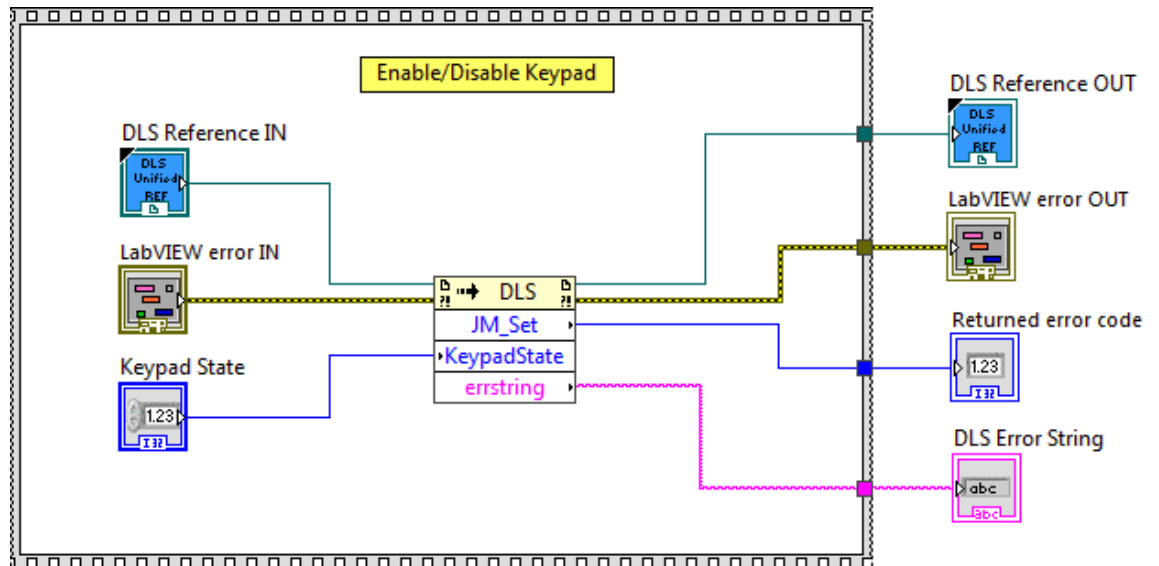 Enable/Disable Keypad
DLS Reference IN
DLS
Unified
REF
LabVIEW error IN
Keypad State
1.23
I32
DLS
JM_Set
KeypadState
errstring
DLS Reference OUT
DLS
Unified
REF
LabVIEW error OUT
Returned error code
1.23
I32
DLS Error String
abc
abc